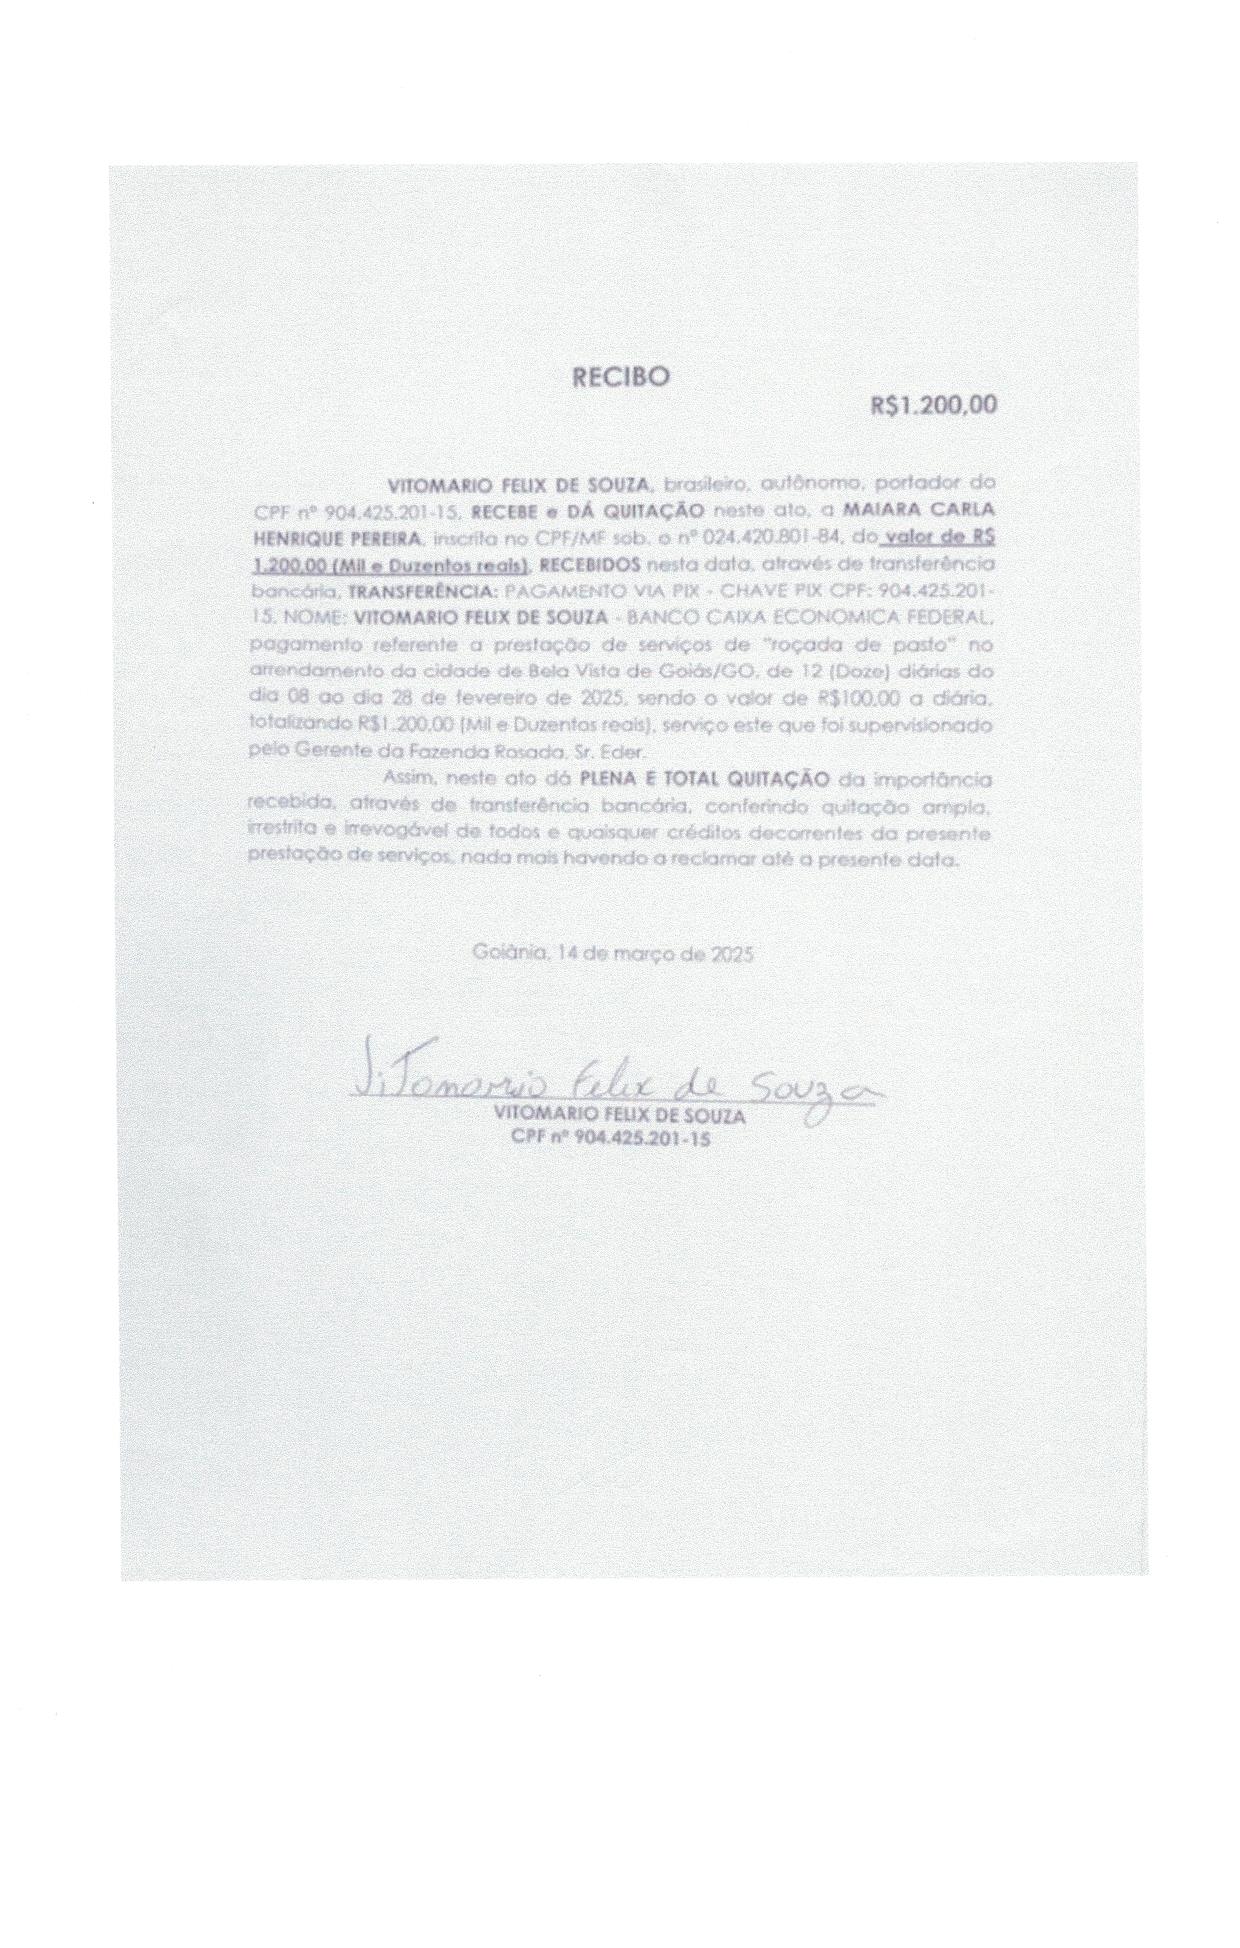 RECIBO
R$1.200,00
VITOMARIO FELIX DE SOUZA, brasileiro, autônomo, portador do
CPF nº 904.425.201-15, RECEBE e DÁ QUITAÇÃO neste ato, a MAIARA CARLA
HENRIQUE PEREIRA, inscrita no CPF/MF sob. o nº 024.420.801-84, do valor de R$
1.200,00 (Mil e Duzentos reais), RECEBIDOS nesta data, através de transferência
bancária, TRANSFERÊNCIA: PAGAMENTO VIA PIX - CHAVE PIX CPF: 904.425.201-
15, NOME: VITOMARIO FELIX DE SOUZA - BANCO CAIXA ECONOMICA FEDERAL,
pagamento referente a prestação de serviços de "roçada de pasto" no
arrendamento da cidade de Bela Vista de Goiás/GO, de 12 (Doze) diárias do
dia 08 ao dia 28 de fevereiro de 2025, sendo o valor de R$100,00 a diária,
totalizando R$1.200,00 (Mil e Duzentos reais), serviço este que foi supervisionado
pelo Gerente da Fazenda Rosada, Sr. Eder.
Assim, neste ato dá PLENA E TOTAL QUITAÇÃO da importância
recebida, através de transferência bancária, conferindo quitação ampla,
irrestrita e irrevogável de todos e quaisquer créditos decorrentes da presente
prestação de serviços, nada mais havendo a reclamar até a presente data.
Goiânia, 14 de março de 2025
ViTomario Felix de Souza
VITOMARIO FELIX DE SOUZA
CPF nº 904.425.201-15